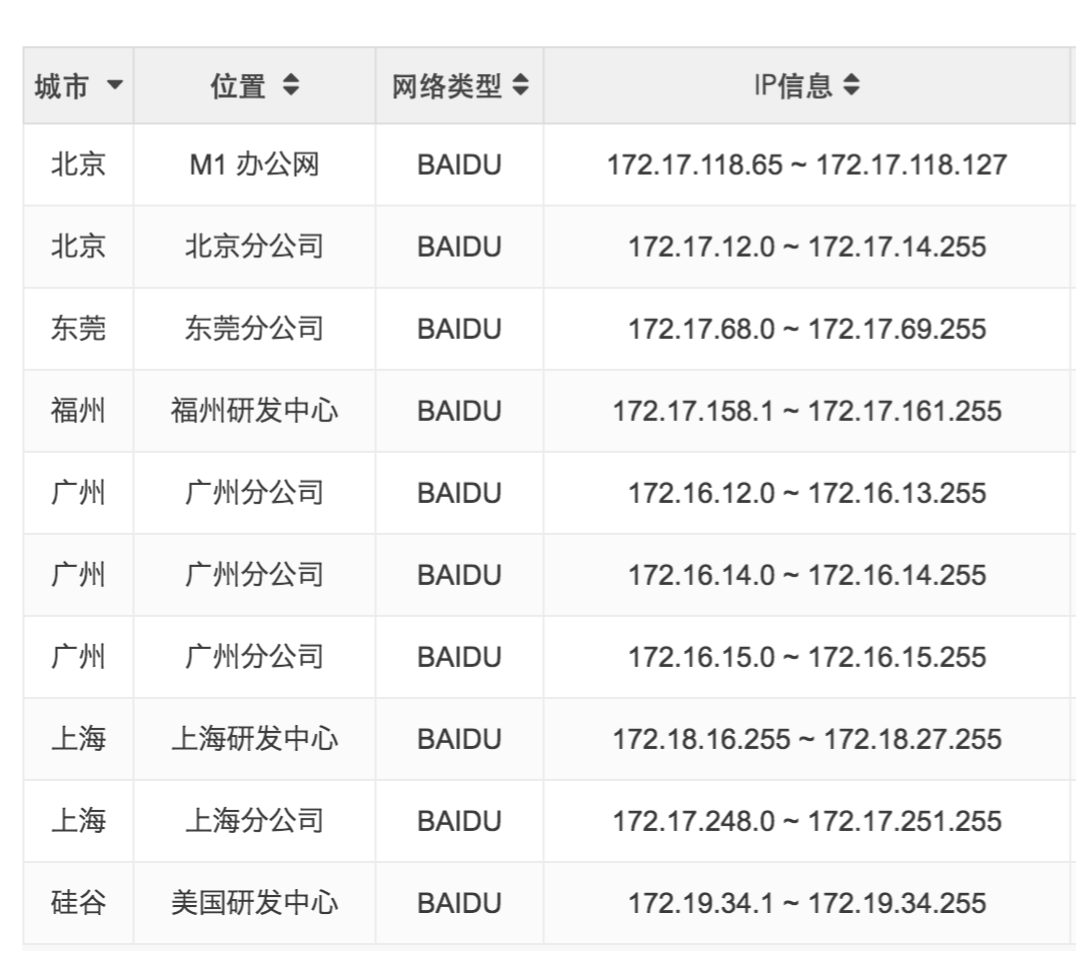 城市 位置 网络类型 IP信息
北京 M1 办公网 BAIDU 172.17.118.65 ~ 172.17.118.127
北京 北京分公司 BAIDU 172.17.12.0 ~ 172.17.14.255
东莞 东莞分公司 BAIDU 172.17.68.0 ~ 172.17.69.255
福州 福州研发中心 BAIDU 172.17.158.1 ~ 172.17.161.255
广州 广州分公司 BAIDU 172.16.12.0 ~ 172.16.13.255
广州 广州分公司 BAIDU 172.16.14.0 ~ 172.16.14.255
广州 广州分公司 BAIDU 172.16.15.0 ~ 172.16.15.255
上海 上海研发中心 BAIDU 172.18.16.255 ~ 172.18.27.255
上海 上海分公司 BAIDU 172.17.248.0 ~ 172.17.251.255
硅谷 美国研发中心 BAIDU 172.19.34.1 ~ 172.19.34.255